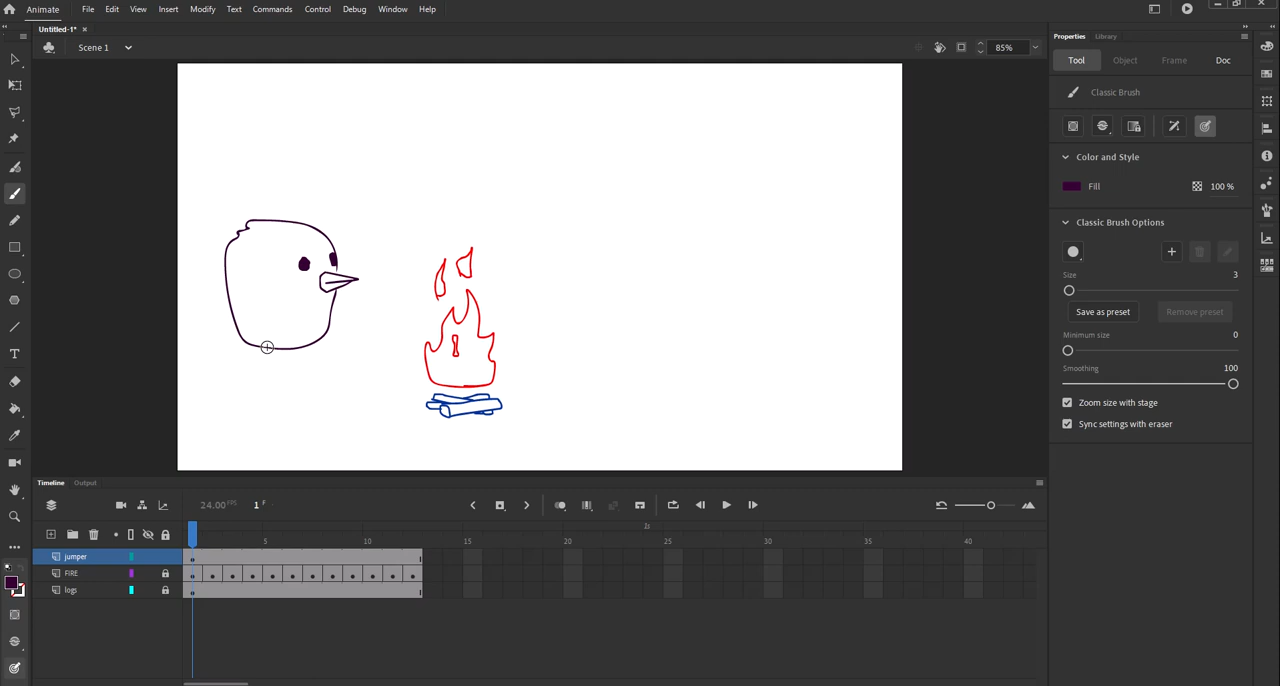 Animate File Edit View Insert Modify Text Commands Control Debug Window Help
Untitled-1* ×
Scene 1
85%
Properties Library
Tool Object Frame Doc
Classic Brush
Color and Style
Fill 100 %
Classic Brush Options
Size 3
Save as preset Remove preset
Minimum size 0
Smoothing 100
Zoom size with stage
Sync settings with eraser
Timeline Output
24.00 FPS 1 F
1s
5 10 15 20 25 30 35 40
jumper
FIRE
logs